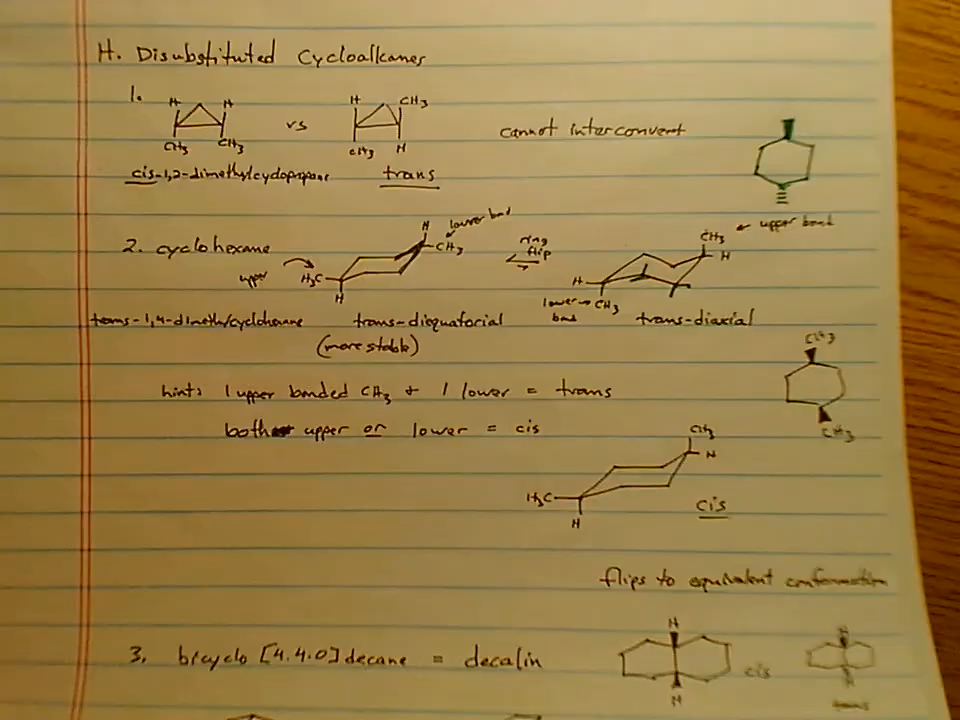 H. Disubstituted Cycloalkanes
1.
H H H CH3
vs
cannot interconvert
CH3 CH3 CH3 H
cis-1,2-dimethylcyclopropane trans
2. cyclohexane
upper H3C H CH3 H
lower bond
ring flip
CH3 H upper bond
H CH3 lower bond
trans-1,4-dimethylcyclohexane trans-diequatorial trans-diaxial
(more stable)
CH3
hint: 1 upper bonded CH3 + 1 lower = trans
both upper or lower = cis
CH3
CH3
H
H3C
H
cis
flips to equivalent conformation
3. bicyclo [4.4.0] decane = decalin
H H cis
H H trans